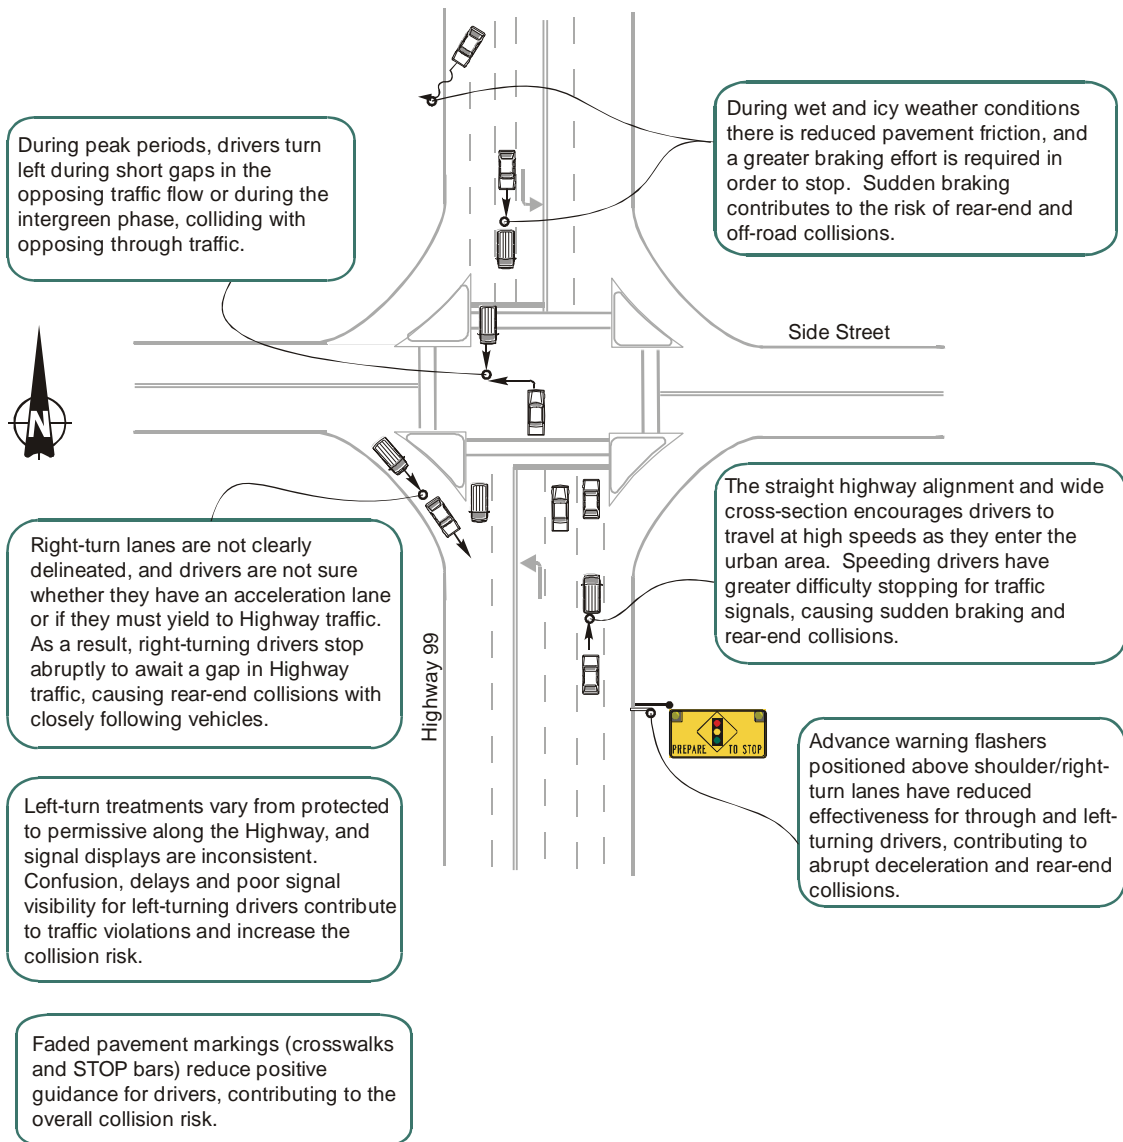 During peak periods, drivers turn
left during short gaps in the
opposing traffic flow or during the
intergreen phase, colliding with
opposing through traffic.
During wet and icy weather conditions
there is reduced pavement friction, and
a greater braking effort is required in
order to stop.  Sudden braking
contributes to the risk of rear-end and
off-road collisions.
Side Street
N
Right-turn lanes are not clearly
delineated, and drivers are not sure
whether they have an acceleration lane
or if they must yield to Highway traffic.
As a result, right-turning drivers stop
abruptly to await a gap in Highway
traffic, causing rear-end collisions with
closely following vehicles.
Highway 99
The straight highway alignment and wide
cross-section encourages drivers to
travel at high speeds as they enter the
urban area.  Speeding drivers have
greater difficulty stopping for traffic
signals, causing sudden braking and
rear-end collisions.
PREPARE TO STOP
Advance warning flashers
positioned above shoulder/right-
turn lanes have reduced
effectiveness for through and left-
turning drivers, contributing to
abrupt deceleration and rear-end
collisions.
Left-turn treatments vary from protected
to permissive along the Highway, and
signal displays are inconsistent.
Confusion, delays and poor signal
visibility for left-turning drivers contribute
to traffic violations and increase the
collision risk.
Faded pavement markings (crosswalks
and STOP bars) reduce positive
guidance for drivers, contributing to the
overall collision risk.